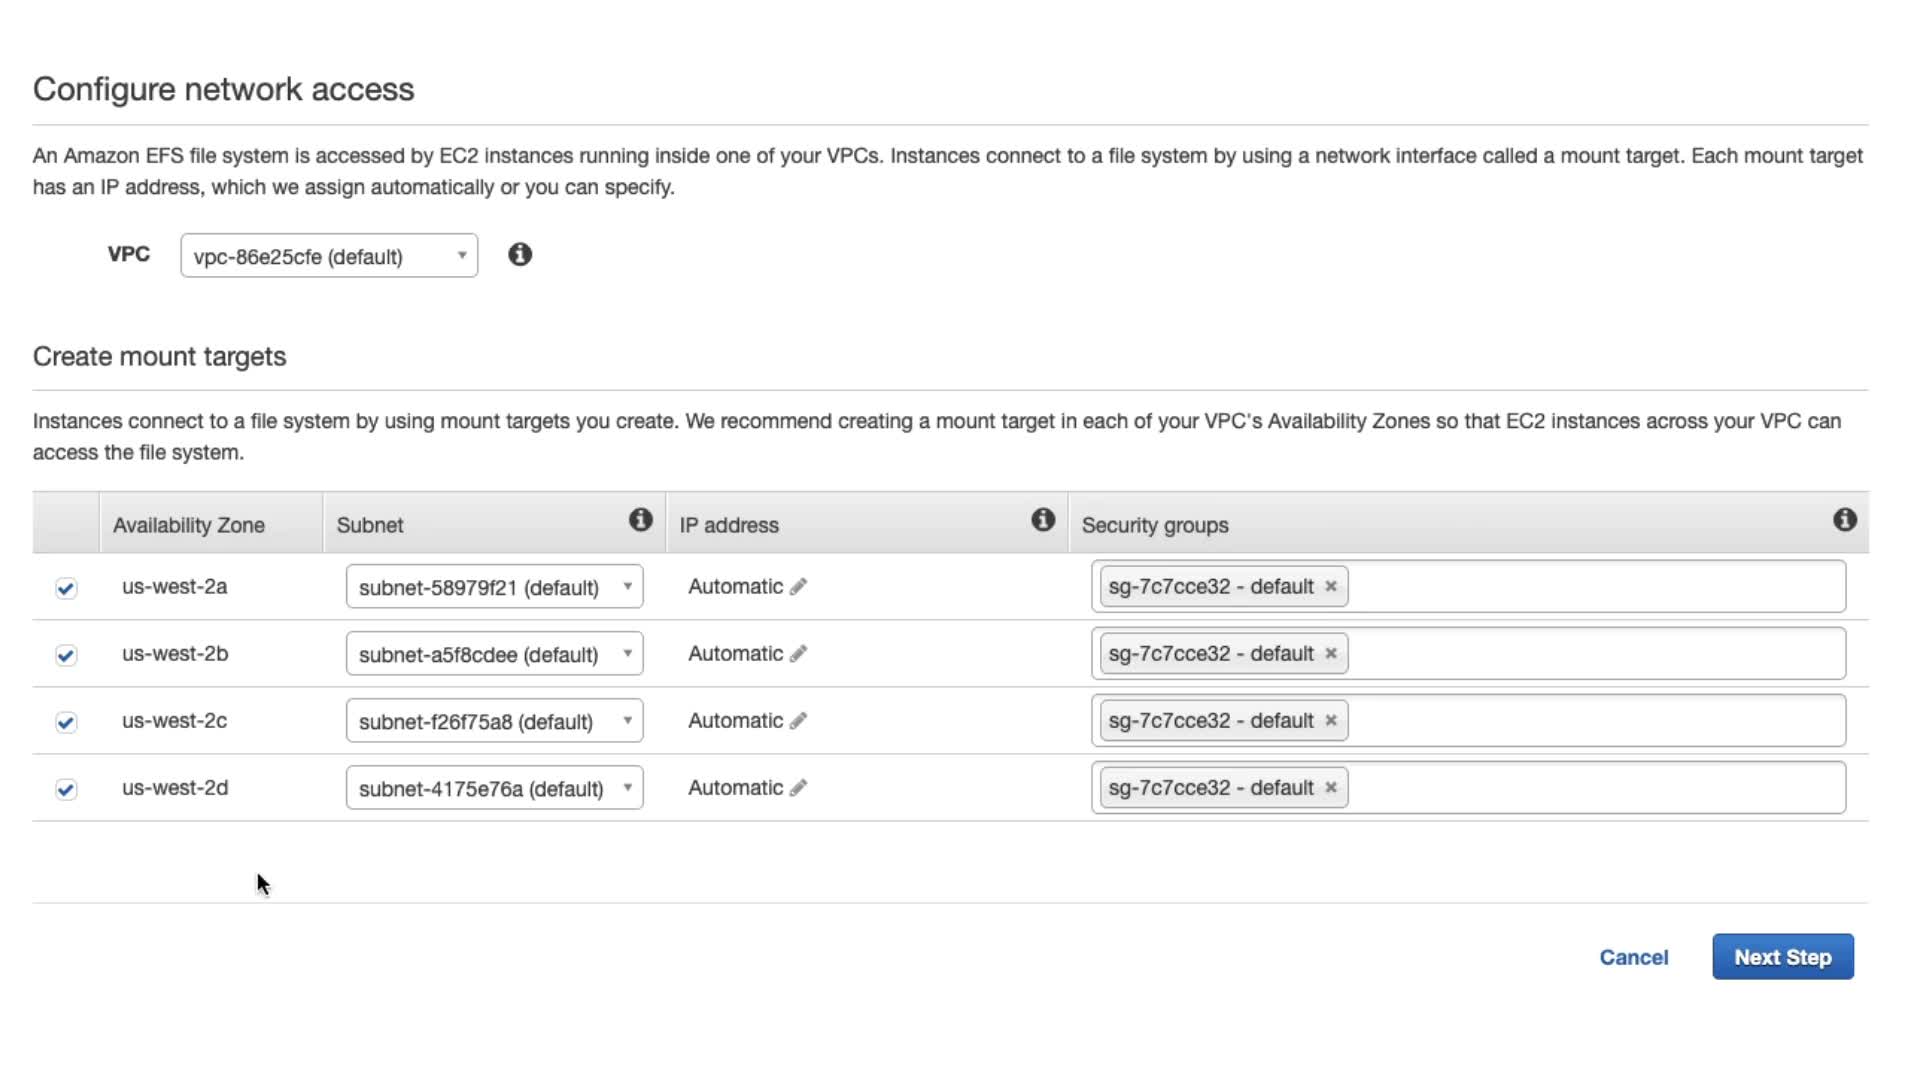 Configure network access
An Amazon EFS file system is accessed by EC2 instances running inside one of your VPCs. Instances connect to a file system by using a network interface called a mount target. Each mount target
has an IP address, which we assign automatically or you can specify.
VPC vpc-86e25cfe (default)
Create mount targets
Instances connect to a file system by using mount targets you create. We recommend creating a mount target in each of your VPC's Availability Zones so that EC2 instances across your VPC can
access the file system.
Availability Zone Subnet IP address Security groups
us-west-2a subnet-58979f21 (default) Automatic sg-7c7cce32 - default ×
us-west-2b subnet-a5f8cdee (default) Automatic sg-7c7cce32 - default ×
us-west-2c subnet-f26f75a8 (default) Automatic sg-7c7cce32 - default ×
us-west-2d subnet-4175e76a (default) Automatic sg-7c7cce32 - default ×
Cancel Next Step